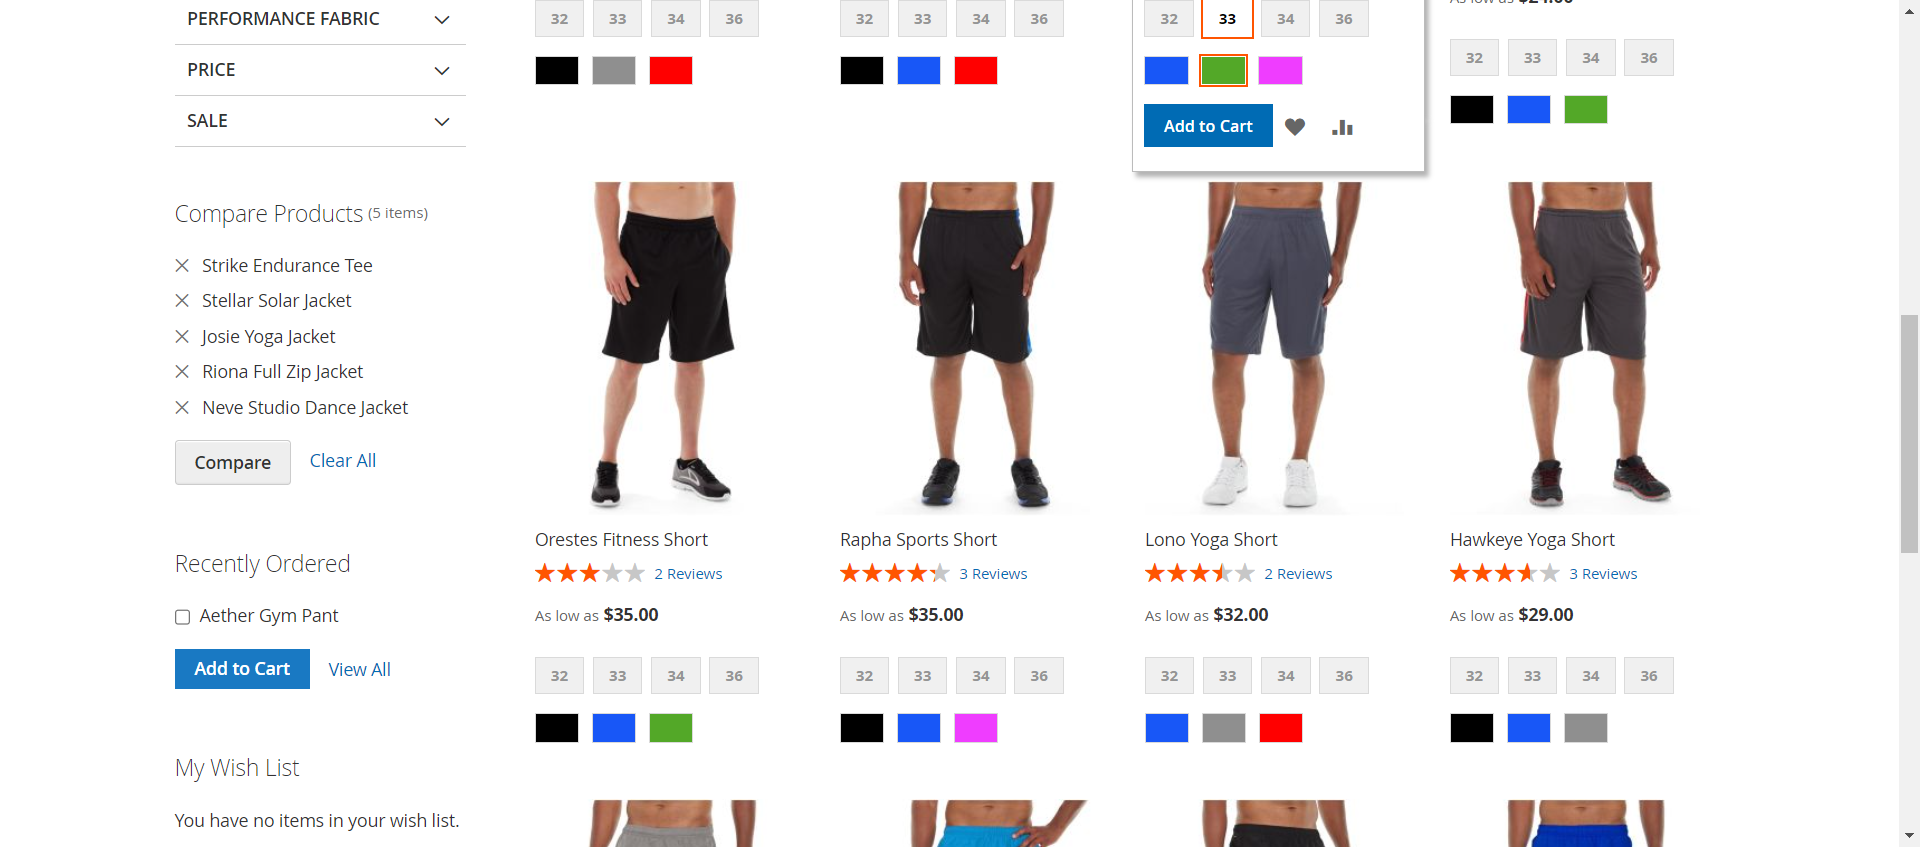 PERFORMANCE FABRIC
PRICE
SALE
Compare Products (5 items)
Strike Endurance Tee
Stellar Solar Jacket
Josie Yoga Jacket
Riona Full Zip Jacket
Neve Studio Dance Jacket
Compare Clear All
Recently Ordered
Aether Gym Pant
Add to Cart View All
My Wish List
You have no items in your wish list.
32 33 34 36
32 33 34 36
32 33 34 36
Add to Cart
As low as $24.00
32 33 34 36
Orestes Fitness Short
2 Reviews
As low as $35.00
32 33 34 36
Rapha Sports Short
3 Reviews
As low as $35.00
32 33 34 36
Lono Yoga Short
2 Reviews
As low as $32.00
32 33 34 36
Hawkeye Yoga Short
3 Reviews
As low as $29.00
32 33 34 36